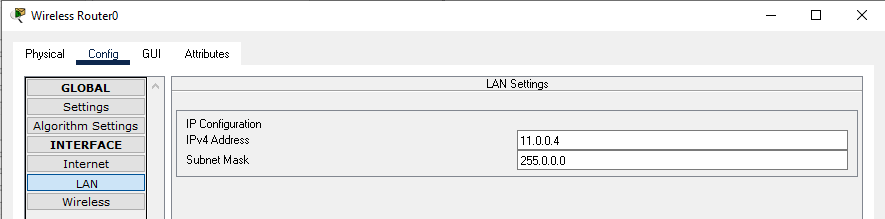 Wireless Router0
Physical Config GUI Attributes
GLOBAL
Settings
Algorithm Settings
INTERFACE
Internet
LAN
Wireless
LAN Settings
IP Configuration
IPv4 Address 11.0.0.4
Subnet Mask 255.0.0.0